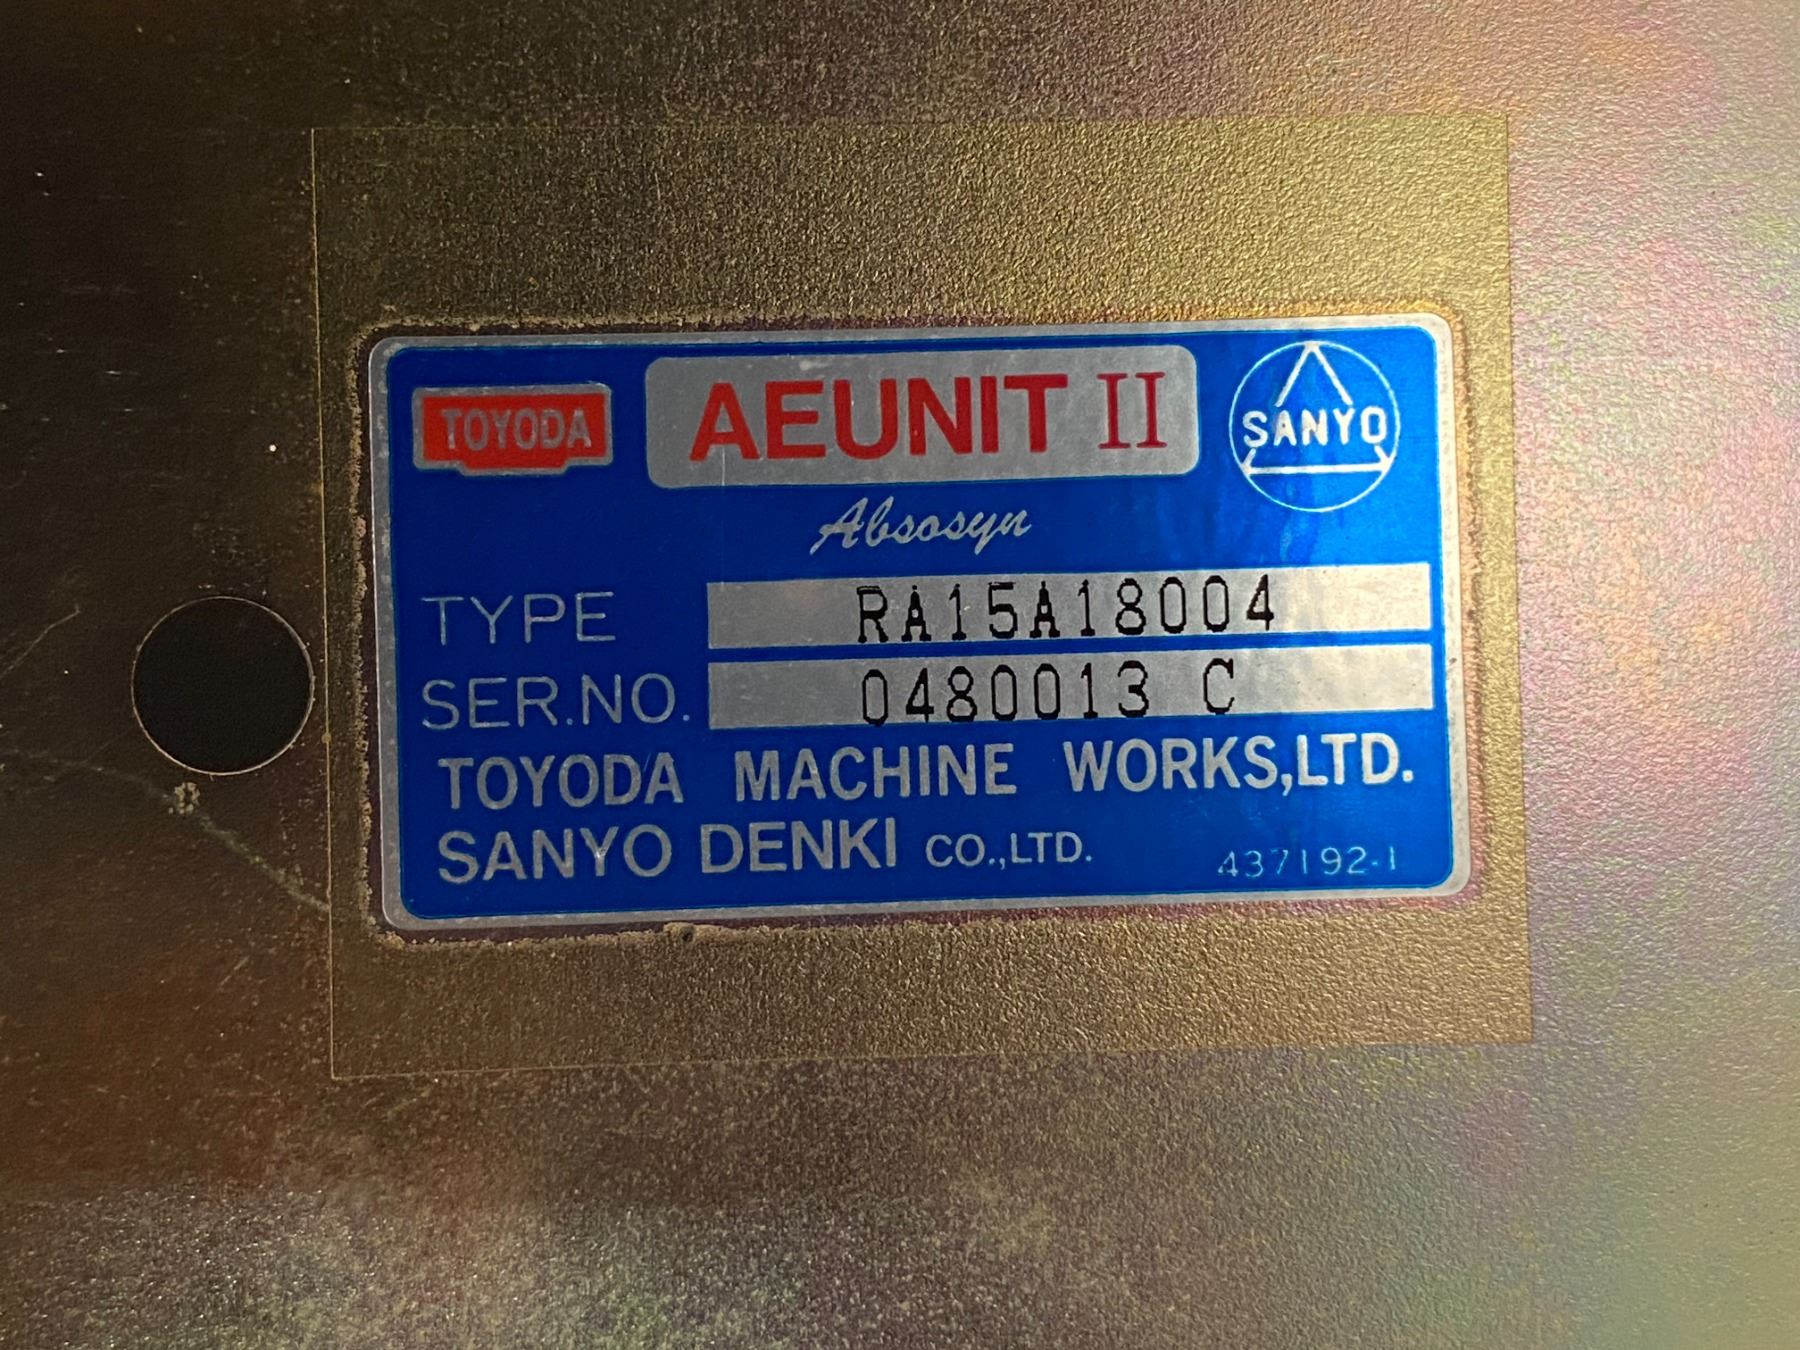 TOYODA AEUNIT II SANYO
Absosyn
TYPE RA15A18004
SER.NO. 0480013 C
TOYODA MACHINE WORKS,LTD.
SANYO DENKI CO.,LTD. 437192-1